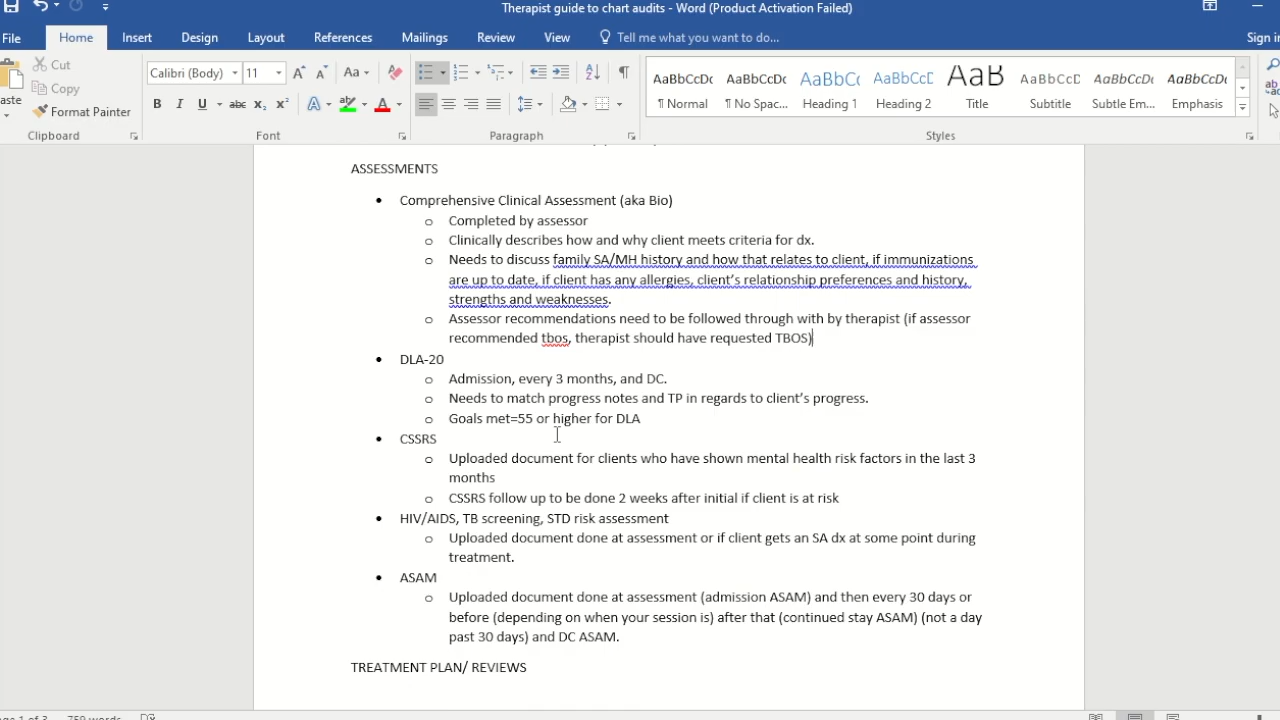 Therapist guide to chart audits - Word (Product Activation Failed)
File Home Insert Design Layout References Mailings Review View Tell me what you want to do... Sign in
Cut
Copy
Format Painter
Clipboard
Calibri (Body) 11
Font
Paragraph
AaBbCcDc AaBbCcDc AaBbCc AaBbCcD AaB AaBbCcD AaBbCcDc AaBbCcDc
¶ Normal ¶ No Spac... Heading 1 Heading 2 Title Subtitle Subtle Em... Emphasis
Styles
ASSESSMENTS
• Comprehensive Clinical Assessment (aka Bio)
o Completed by assessor
o Clinically describes how and why client meets criteria for dx.
o Needs to discuss family SA/MH history and how that relates to client, if immunizations
are up to date, if client has any allergies, client's relationship preferences and history,
strengths and weaknesses.
o Assessor recommendations need to be followed through with by therapist (if assessor
recommended tbos, therapist should have requested TBOS)
• DLA-20
o Admission, every 3 months, and DC.
o Needs to match progress notes and TP in regards to client's progress.
o Goals met=55 or higher for DLA
• CSSRS
o Uploaded document for clients who have shown mental health risk factors in the last 3
months
o CSSRS follow up to be done 2 weeks after initial if client is at risk
• HIV/AIDS, TB screening, STD risk assessment
o Uploaded document done at assessment or if client gets an SA dx at some point during
treatment.
• ASAM
o Uploaded document done at assessment (admission ASAM) and then every 30 days or
before (depending on when your session is) after that (continued stay ASAM) (not a day
past 30 days) and DC ASAM.
TREATMENT PLAN/ REVIEWS
759 words